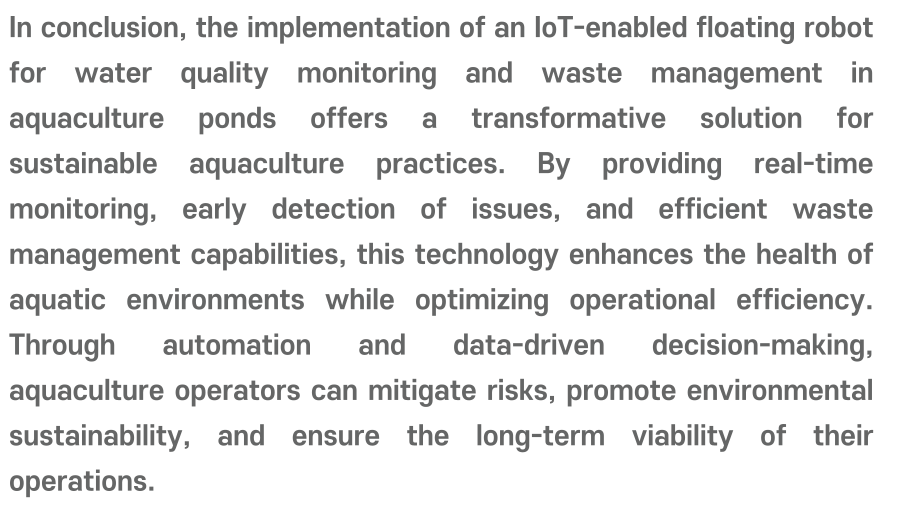 In conclusion, the implementation of an IoT-enabled floating robot
for water quality monitoring and waste management in
aquaculture ponds offers a transformative solution for
sustainable aquaculture practices. By providing real-time
monitoring, early detection of issues, and efficient waste
management capabilities, this technology enhances the health of
aquatic environments while optimizing operational efficiency.
Through automation and data-driven decision-making,
aquaculture operators can mitigate risks, promote environmental
sustainability, and ensure the long-term viability of their
operations.